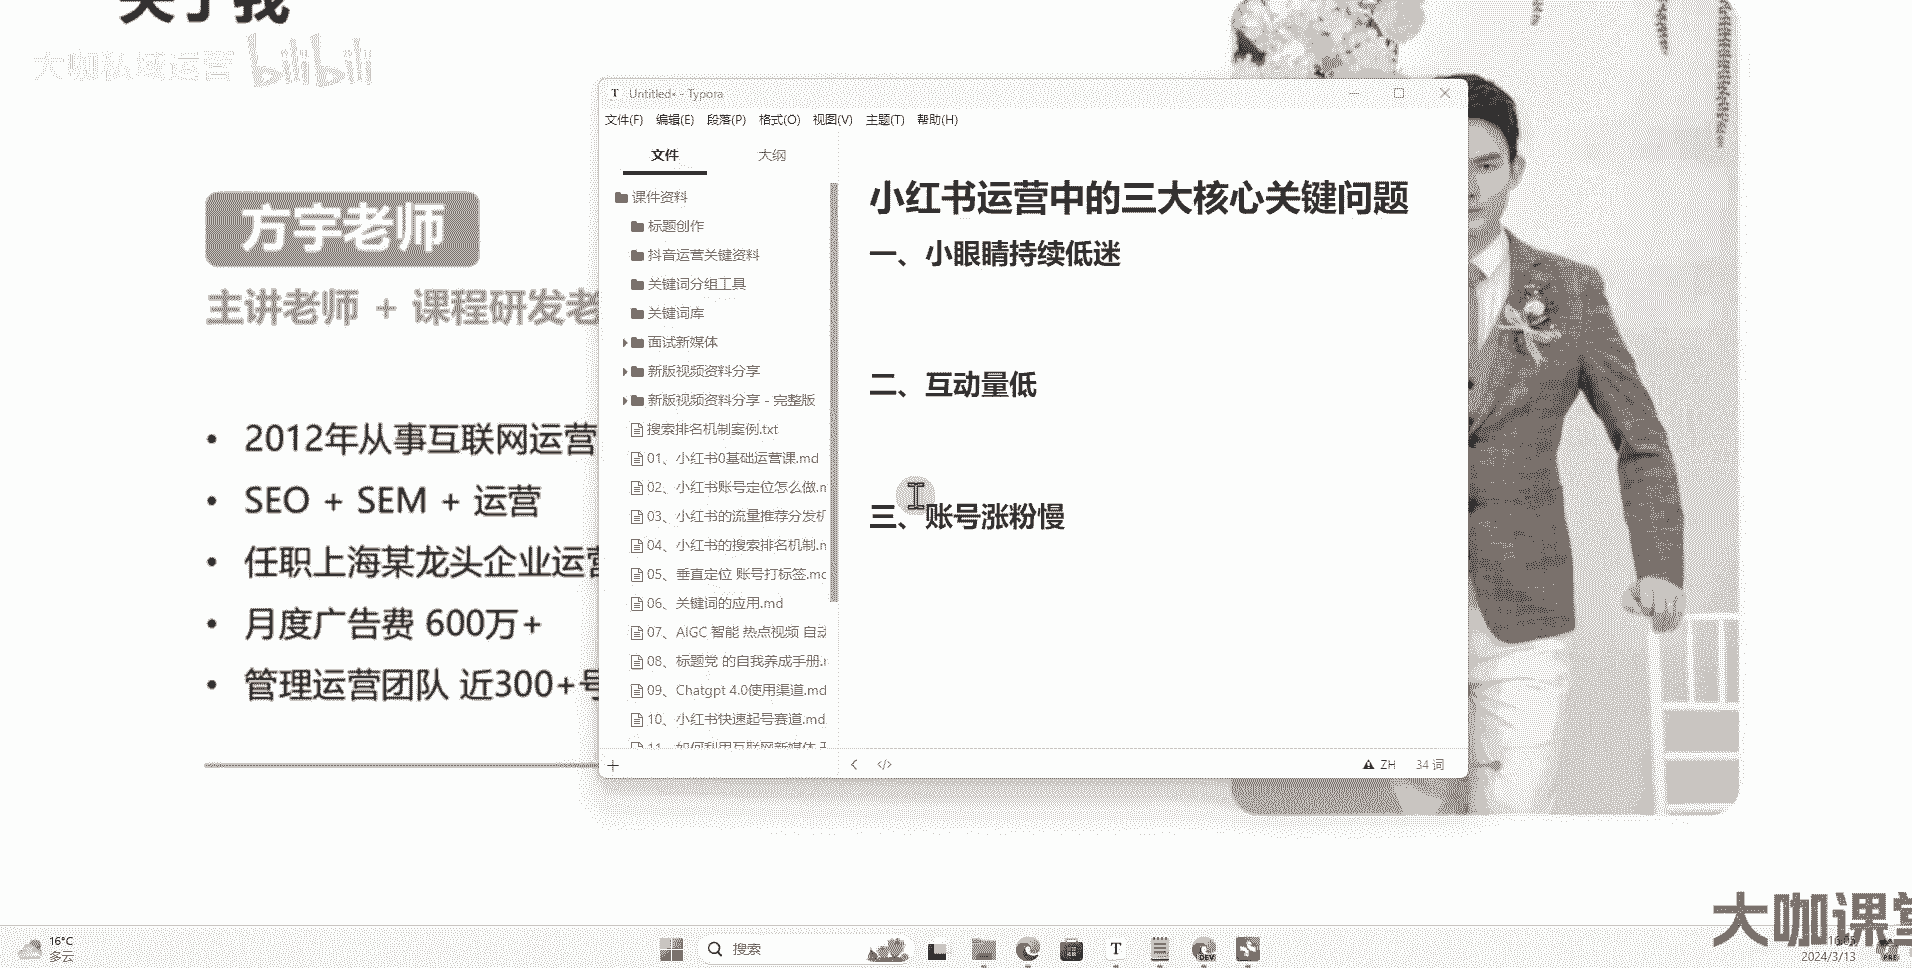 关于我
大咖私域运营 bilibili
方宇老师
主讲老师 + 课程研发老
• 2012年从事互联网运营
• SEO + SEM + 运营
• 任职上海某龙头企业运营
• 月度广告费 600万+
• 管理运营团队 近300+号
T Untitled• - Typora
文件(F) 编辑(E) 段落(P) 格式(O) 视图(V) 主题(T) 帮助(H)
文件 大纲
课件资料
标题创作
抖音运营关键资料
关键词分组工具
关键词库
面试新媒体
新版视频资料分享
新版视频资料分享 - 完整版
搜索排名机制案例.txt
01、小红书0基础运营课.md
02、小红书账号定位怎么做.m
03、小红书的流量推荐分发机
04、小红书的搜索排名机制.m
05、垂直定位 账号打标签.mc
06、关键词的应用.md
07、AIGC 智能 热点视频 自动
08、标题党 的自我养成手册.r
09、Chatgpt 4.0使用渠道.md
10、小红书快速起号赛道.md
11、如何利用互联网新媒体
小红书运营中的三大核心关键问题
一、小眼睛持续低迷
二、互动量低
三、账号涨粉慢
ZH 34 词
大咖课堂
16°C
多云
搜索
T
DEV
2024/3/13
PRE